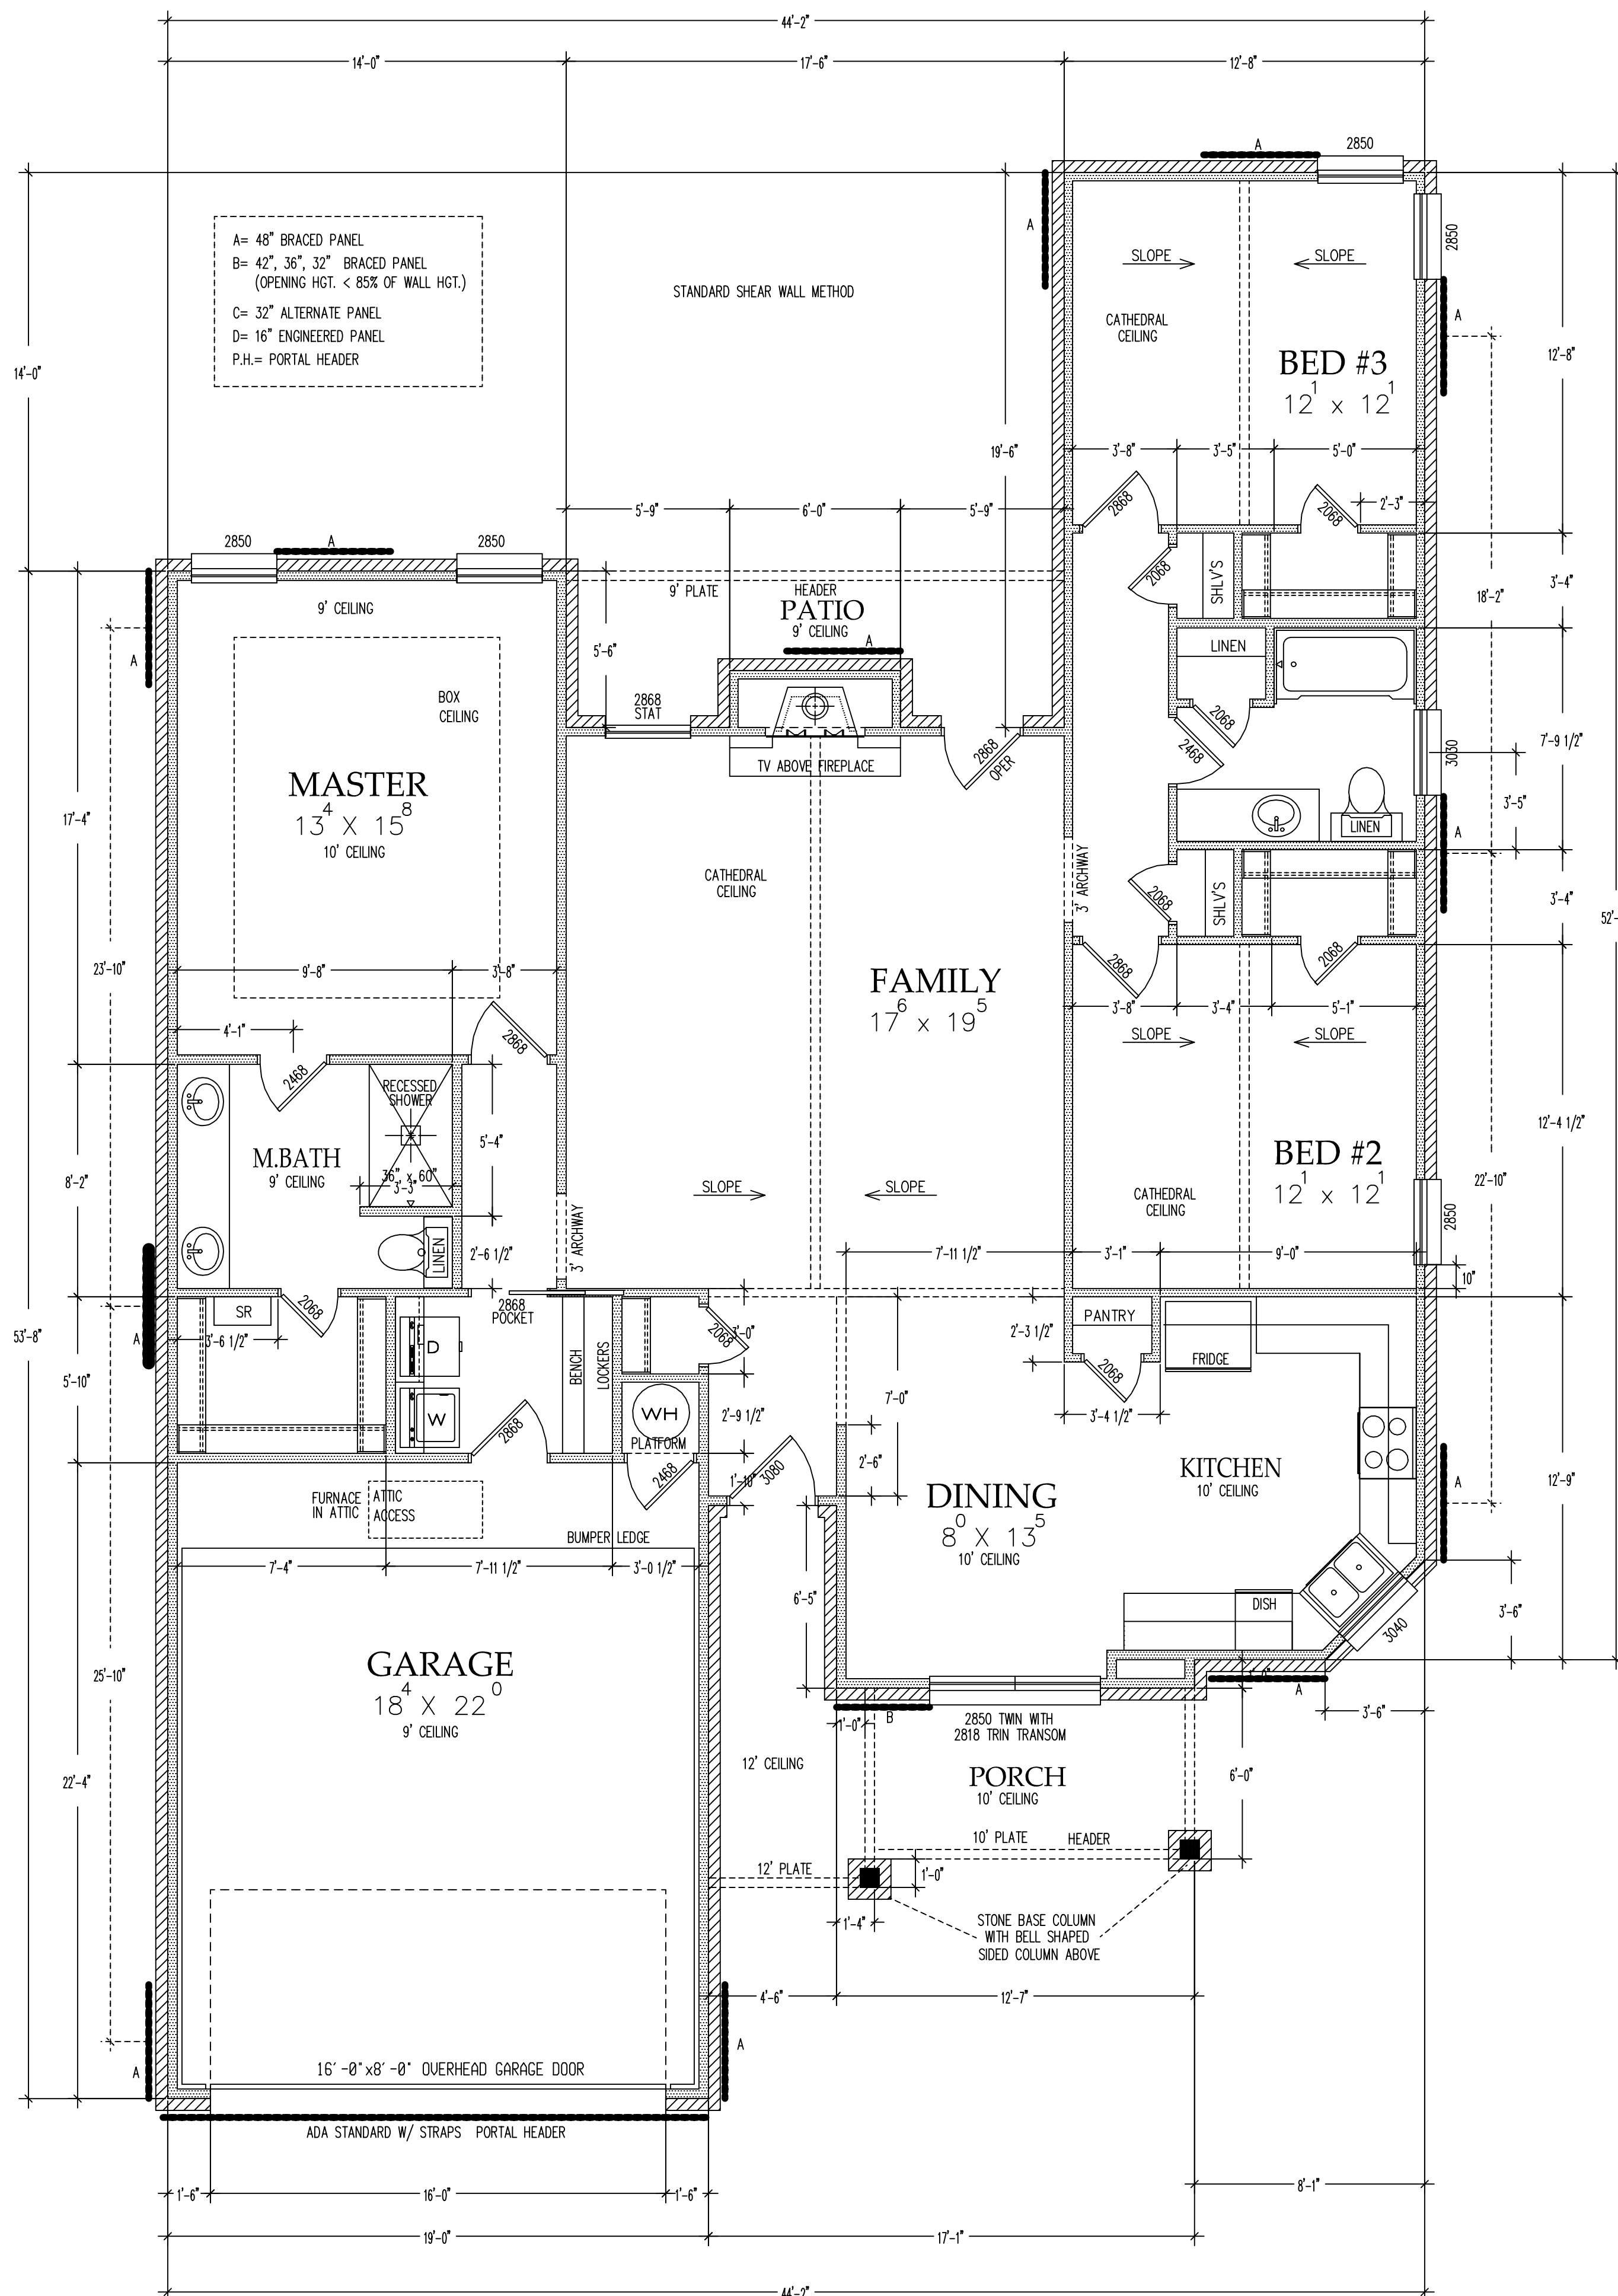 44'-2"
14'-0"
17'-6"
12'-8"
A
2850
A= 48" BRACED PANEL
B= 42", 36", 32" BRACED PANEL
(OPENING HGT. < 85% OF WALL HGT.)
C= 32" ALTERNATE PANEL
D= 16" ENGINEERED PANEL
P.H.= PORTAL HEADER
STANDARD SHEAR WALL METHOD
A
2850
SLOPE
SLOPE
CATHEDRAL
CEILING
A
BED #3
12 1 x 12 1
14'-0"
12'-8"
19'-6"
3'-8"
3'-5"
5'-0"
2'-3"
2868
2068
5'-9"
6'-0"
5'-9"
2850
A
2850
2068
SHLV'S
3'-4"
18'-2"
9' CEILING
9' PLATE
HEADER
PATIO
9' CEILING
A
A
5'-6"
LINEN
BOX
CEILING
2868
STAT
2068
2468
3030
7'-9 1/2"
3'-5"
2868
OPER
TV ABOVE FIREPLACE
MASTER
13 4 X 15 8
10' CEILING
17'-4"
LINEN
A
CATHEDRAL
CEILING
3' ARCHWAY
2068
SHLV'S
3'-4"
52'-
23'-10"
9'-8"
3'-8"
FAMILY
17 6 x 19 5
2868
2068
3'-8"
3'-4"
5'-1"
4'-1"
2868
2468
SLOPE
SLOPE
RECESSED
SHOWER
5'-4"
12'-4 1/2"
M.BATH
9' CEILING
36" x 60"
3'-3"
8'-2"
BED #2
12 1 x 12 1
CATHEDRAL
CEILING
22'-10"
SLOPE
SLOPE
2850
3' ARCHWAY
LINEN
2'-6 1/2"
7'-11 1/2"
3'-1"
9'-0"
10"
SR
2068
2868
POCKET
3'-6 1/2"
A
53'-8"
5'-10"
D
W
BENCH
LOCKERS
2068
3'-0"
2'-3 1/2"
PANTRY
FRIDGE
2068
7'-0"
3'-4 1/2"
WH
PLATFORM
2'-9 1/2"
2868
2468
1'-10"
3080
2'-6"
KITCHEN
10' CEILING
A
12'-9"
FURNACE
IN ATTIC
ATTIC
ACCESS
BUMPER LEDGE
DINING
8 0 X 13 5
10' CEILING
7'-4"
7'-11 1/2"
3'-0 1/2"
6'-5"
DISH
3040
3'-6"
GARAGE
18 4 X 22 0
9' CEILING
25'-10"
A
3'-6"
B
1'-0"
2850 TWIN WITH
2818 TRIN TRANSOM
12' CEILING
22'-4"
PORCH
10' CEILING
6'-0"
10' PLATE
HEADER
12' PLATE
1'-0"
1'-4"
STONE BASE COLUMN
WITH BELL SHAPED
SIDED COLUMN ABOVE
4'-6"
12'-7"
A
A
16'-0"x8'-0" OVERHEAD GARAGE DOOR
ADA STANDARD W/ STRAPS PORTAL HEADER
1'-6"
16'-0"
1'-6"
8'-1"
19'-0"
17'-1"
44'-2"